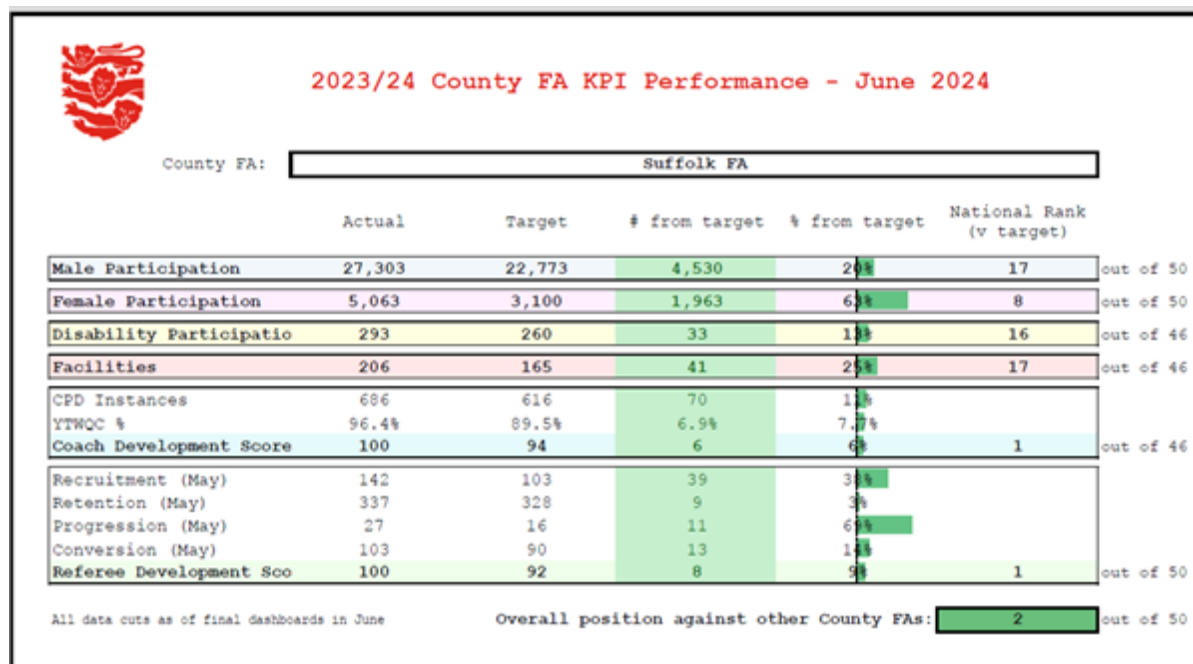 2023/24 County FA KPI Performance - June 2024
County FA: Suffolk FA
Actual Target # from target % from target National Rank (v target)
Male Participation 27,303 22,773 4,530 20% 17 out of 50
Female Participation 5,063 3,100 1,963 63% 8 out of 50
Disability Participatio 293 260 33 13% 16 out of 46
Facilities 206 165 41 25% 17 out of 46
CPD Instances 686 616 70 11%
YTWQC % 96.4% 89.5% 6.9% 7.7%
Coach Development Score 100 94 6 6% 1 out of 46
Recruitment (May) 142 103 39 38%
Retention (May) 337 328 9 3%
Progression (May) 27 16 11 69%
Conversion (May) 103 90 13 14%
Referee Development Sco 100 92 8 9% 1 out of 50
All data cuts as of final dashboards in June Overall position against other County FAs: 2 out of 50